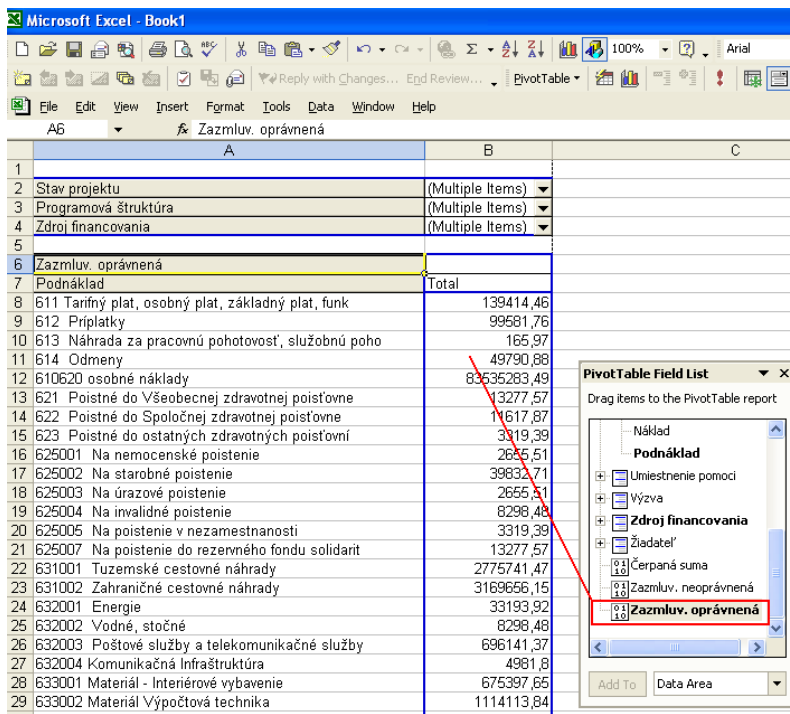 Microsoft Excel - Book1
100% Arial
Reply with Changes... End Review... PivotTable
File Edit View Insert Format Tools Data Window Help
A6 fx Zazmluv. oprávnená
A B C
1
2 Stav projektu (Multiple Items)
3 Programová štruktúra (Multiple Items)
4 Zdroj financovania (Multiple Items)
5
6 Zazmluv. oprávnená
7 Podnáklad Total
8 611 Tarifný plat, osobný plat, základný plat, funk 139414,46
9 612 Príplatky 99581,76
10 613 Náhrada za pracovnú pohotovosť, služobnú poho 165,97
11 614 Odmeny 49790,88
12 610620 osobné náklady 83535283,49
13 621 Poistné do Všeobecnej zdravotnej poisťovne 13277,57
14 622 Poistné do Spoločnej zdravotnej poisťovne 11617,87
15 623 Poistné do ostatných zdravotných poisťovní 3319,39
16 625001 Na nemocenské poistenie 2655,51
17 625002 Na starobné poistenie 39832,71
18 625003 Na úrazové poistenie 2655,51
19 625004 Na invalidné poistenie 8298,48
20 625005 Na poistenie v nezamestnanosti 3319,39
21 625007 Na poistenie do rezervného fondu solidarit 13277,57
22 631001 Tuzemské cestovné náhrady 2775741,47
23 631002 Zahraničné cestovné náhrady 3169656,15
24 632001 Energie 33193,92
25 632002 Vodné, stočné 8298,48
26 632003 Poštové služby a telekomunikačné služby 696141,37
27 632004 Komunikačná Infraštruktúra 4981,8
28 633001 Materiál - Interiérové vybavenie 675397,65
29 633002 Materiál Výpočtová technika 1114113,84
PivotTable Field List
Drag items to the PivotTable report
Náklad
Podnáklad
Umiestnenie pomoci
Výzva
Zdroj financovania
Žiadateľ
Čerpaná suma
Zazmluv. neoprávnená
Zazmluv. oprávnená
Add To Data Area